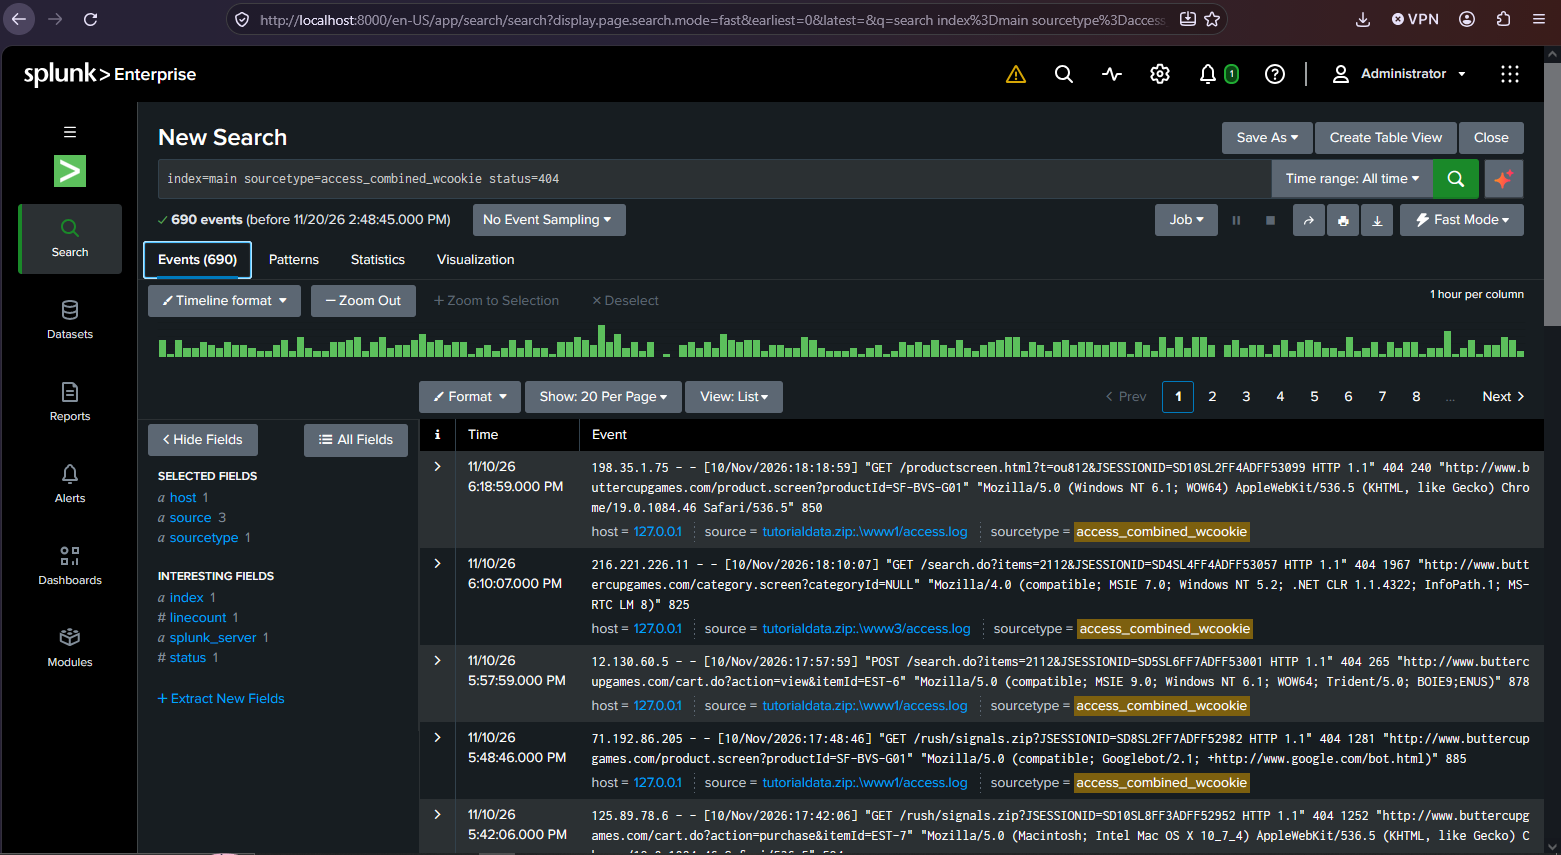 http://localhost:8000/en-US/app/search/search?display.page.search.mode=fast&earliest=0&latest=&q=search index%3Dmain sourcetype%3Daccess
VPN
splunk> Enterprise
1
Administrator
New Search
Save As
Create Table View
Close
index=main sourcetype=access_combined_wcookie status=404
Time range: All time
690 events (before 11/20/26 2:48:45.000 PM)
No Event Sampling
Job
Fast Mode
Search
Datasets
Reports
Alerts
Dashboards
Modules
Events (690)
Patterns
Statistics
Visualization
Timeline format
Zoom Out
+ Zoom to Selection
× Deselect
1 hour per column
Format
Show: 20 Per Page
View: List
< Prev
1
2
3
4
5
6
7
8
...
Next >
< Hide Fields
All Fields
SELECTED FIELDS
a host 1
a source 3
a sourcetype 1
INTERESTING FIELDS
a index 1
# linecount 1
a splunk_server 1
# status 1
+ Extract New Fields
i
Time
Event
11/10/26
6:18:59.000 PM
198.35.1.75 - - [10/Nov/2026:18:18:59] "GET /productscreen.html?t=ou812&JSESSIONID=SD10SL2FF4ADFF53099 HTTP 1.1" 404 240 "http://www.b
uttercupgames.com/product.screen?productId=SF-BVS-G01" "Mozilla/5.0 (Windows NT 6.1; WOW64) AppleWebKit/536.5 (KHTML, like Gecko) Chro
me/19.0.1084.46 Safari/536.5" 850
host = 127.0.0.1 source = tutorialdata.zip:.\www1/access.log sourcetype = access_combined_wcookie
11/10/26
6:10:07.000 PM
216.221.226.11 - - [10/Nov/2026:18:10:07] "GET /search.do?items=2112&JSESSIONID=SD4SL4FF4ADFF53057 HTTP 1.1" 404 1967 "http://www.butt
ercupgames.com/category.screen?categoryId=NULL" "Mozilla/4.0 (compatible; MSIE 7.0; Windows NT 5.2; .NET CLR 1.1.4322; InfoPath.1; MS-
RTC LM 8)" 825
host = 127.0.0.1 source = tutorialdata.zip:.\www3/access.log sourcetype = access_combined_wcookie
11/10/26
5:57:59.000 PM
12.130.60.5 - - [10/Nov/2026:17:57:59] "POST /search.do?items=2112&JSESSIONID=SD5SL6FF7ADFF53001 HTTP 1.1" 404 265 "http://www.butterc
upgames.com/cart.do?action=view&itemId=EST-6" "Mozilla/5.0 (compatible; MSIE 9.0; Windows NT 6.1; WOW64; Trident/5.0; BOIE9;ENUS)" 878
host = 127.0.0.1 source = tutorialdata.zip:.\www1/access.log sourcetype = access_combined_wcookie
11/10/26
5:48:46.000 PM
71.192.86.205 - - [10/Nov/2026:17:48:46] "GET /rush/signals.zip?JSESSIONID=SD8SL2FF7ADFF52982 HTTP 1.1" 404 1281 "http://www.buttercup
games.com/product.screen?productId=SF-BVS-G01" "Mozilla/5.0 (compatible; Googlebot/2.1; +http://www.google.com/bot.html)" 885
host = 127.0.0.1 source = tutorialdata.zip:.\www1/access.log sourcetype = access_combined_wcookie
11/10/26
5:42:06.000 PM
125.89.78.6 - - [10/Nov/2026:17:42:06] "GET /rush/signals.zip?JSESSIONID=SD10SL8FF3ADFF52952 HTTP 1.1" 404 1252 "http://www.buttercupg
ames.com/cart.do?action=purchase&itemId=EST-7" "Mozilla/5.0 (Macintosh; Intel Mac OS X 10_7_4) AppleWebKit/536.5 (KHTML, like Gecko) C